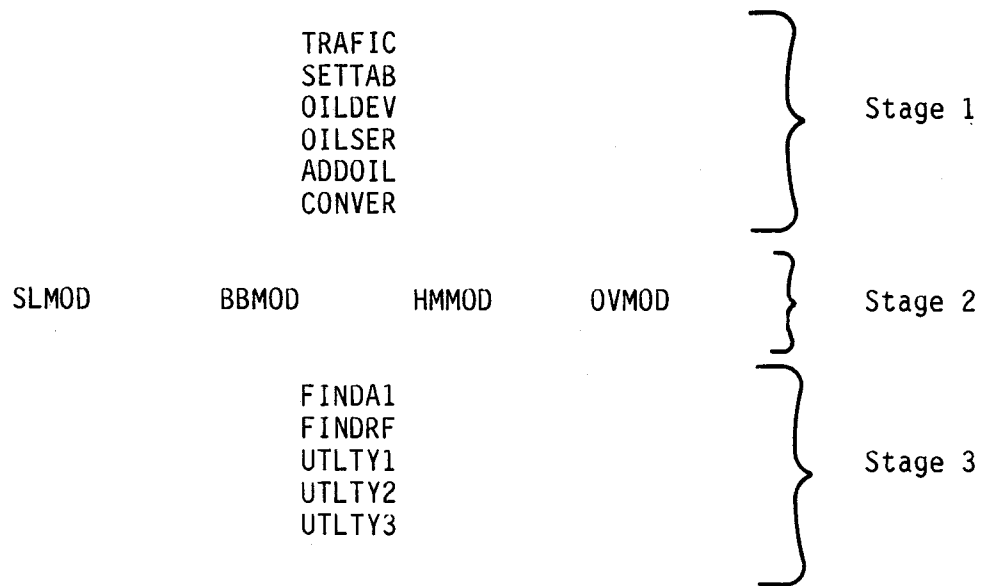 TRAFIC
SETTAB
OILDEV
OILSER
ADDOIL
CONVER
Stage 1
SLMOD BBMOD HMMOD OVMOD Stage 2
FINDA1
FINDRF
UTLTY1
UTLTY2
UTLTY3
Stage 3